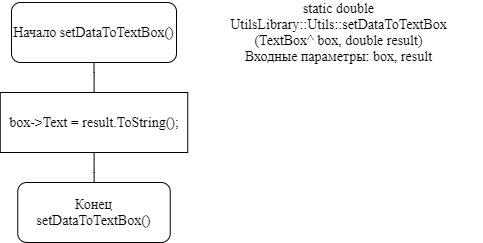 Начало setDataToTextBox()
box->Text = result.ToString();
Конец
setDataToTextBox()
static double
UtilsLibrary::Utils::setDataToTextBox
(TextBox^ box, double result)
Входные параметры: box, result